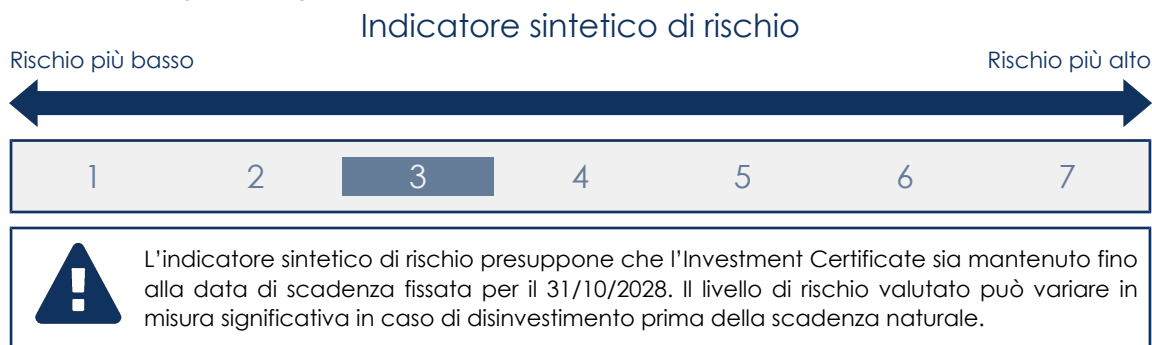 Indicatore sintetico di rischio
Rischio più basso Rischio più alto
1 2 3 4 5 6 7
L'indicatore sintetico di rischio presuppone che l'Investment Certificate sia mantenuto fino
alla data di scadenza fissata per il 31/10/2028. Il livello di rischio valutato può variare in
misura significativa in caso di disinvestimento prima della scadenza naturale.